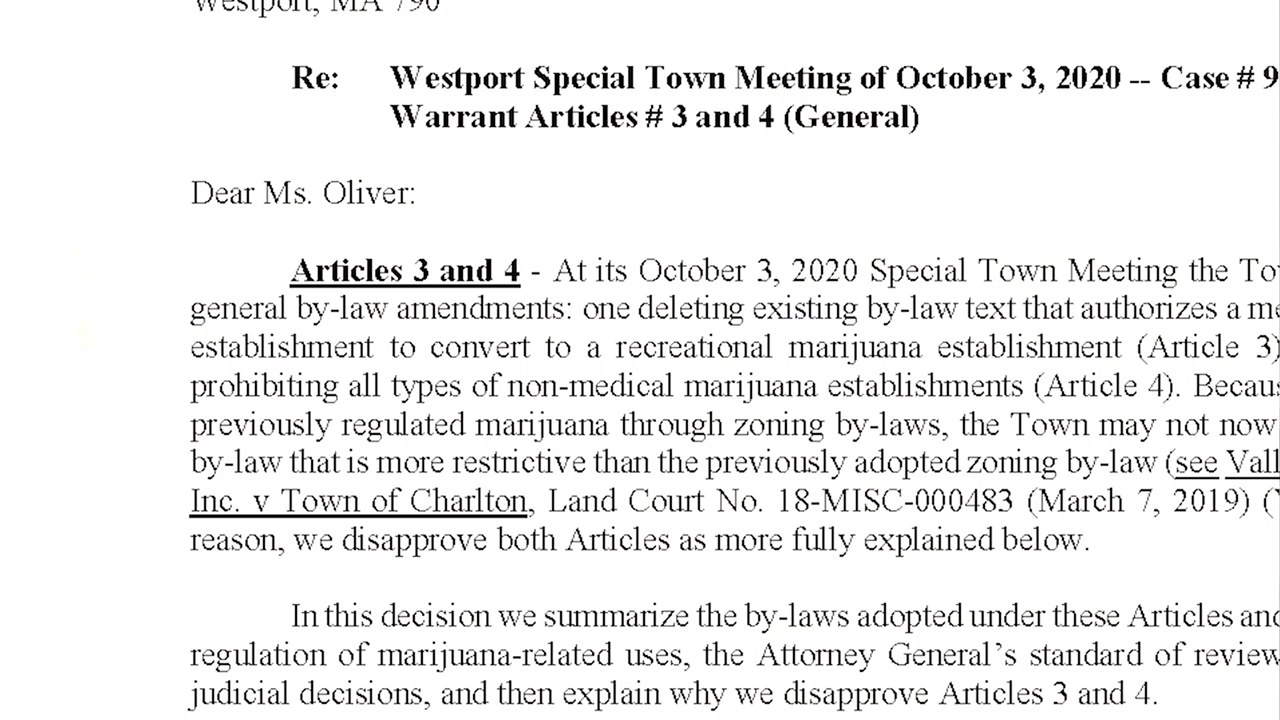 Westport, MA 790
Re: Westport Special Town Meeting of October 3, 2020 -- Case # 9
Warrant Articles # 3 and 4 (General)
Dear Ms. Oliver:
Articles 3 and 4 - At its October 3, 2020 Special Town Meeting the To
general by-law amendments: one deleting existing by-law text that authorizes a me
establishment to convert to a recreational marijuana establishment (Article 3)
prohibiting all types of non-medical marijuana establishments (Article 4). Becaus
previously regulated marijuana through zoning by-laws, the Town may not now
by-law that is more restrictive than the previously adopted zoning by-law (see Vall
Inc. v Town of Charlton, Land Court No. 18-MISC-000483 (March 7, 2019) (
reason, we disapprove both Articles as more fully explained below.
In this decision we summarize the by-laws adopted under these Articles and
regulation of marijuana-related uses, the Attorney General's standard of review
judicial decisions, and then explain why we disapprove Articles 3 and 4.